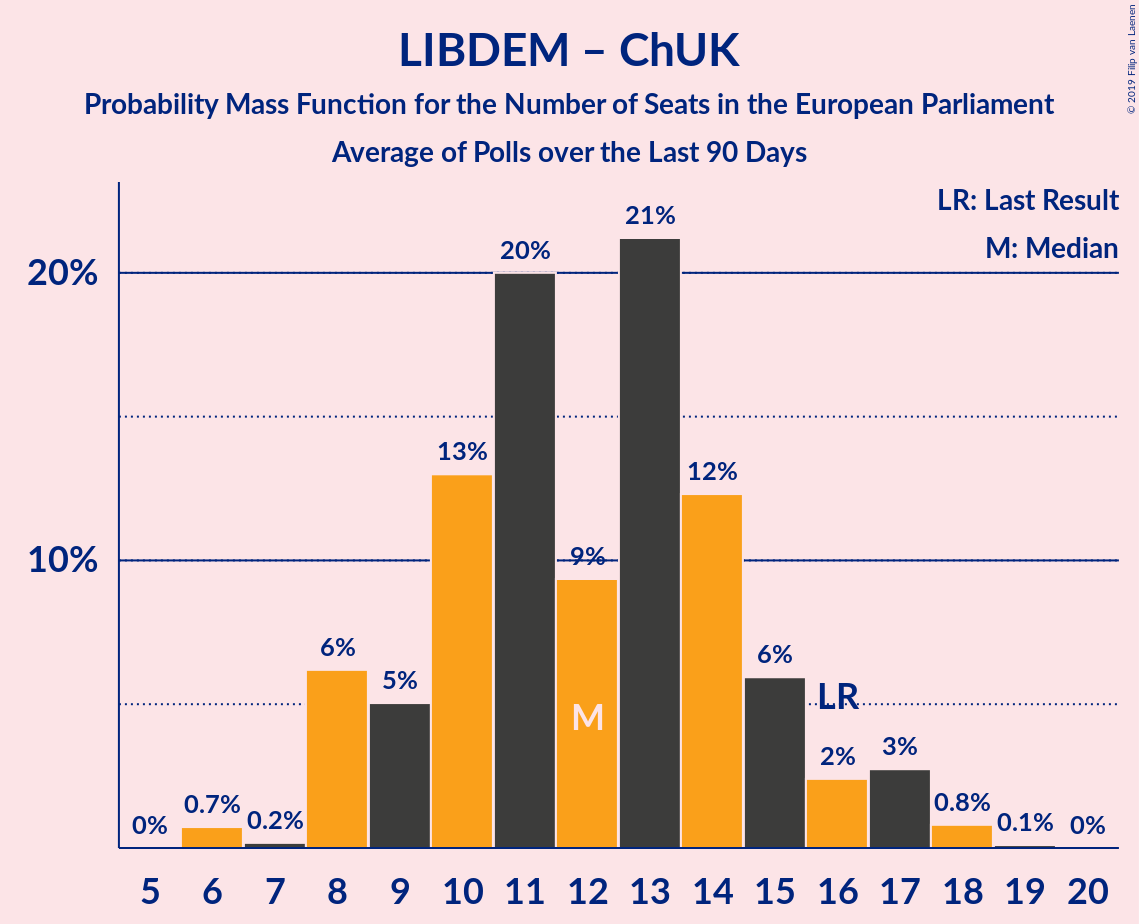 LIBDEM – ChUK
Probability Mass Function for the Number of Seats in the European Parliament
Average of Polls over the Last 90 Days
© 2019 Filip van Laenen
LR: Last Result
M: Median
20%
10%
0%
0.7%
0.2%
6%
5%
13%
20%
9%
21%
12%
6%
2%
3%
0.8%
0.1%
0%
M
LR
5 6 7 8 9 10 11 12 13 14 15 16 17 18 19 20